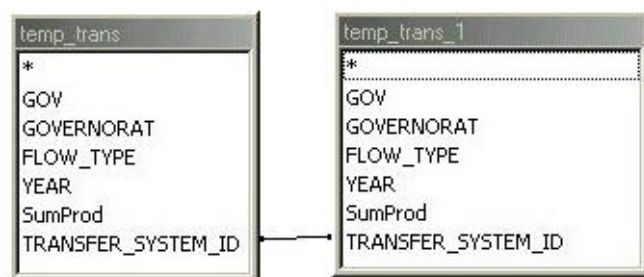 temp_trans
*
GOV
GOVERNORAT
FLOW_TYPE
YEAR
SumProd
TRANSFER_SYSTEM_ID
temp_trans_1
*
GOV
GOVERNORAT
FLOW_TYPE
YEAR
SumProd
TRANSFER_SYSTEM_ID